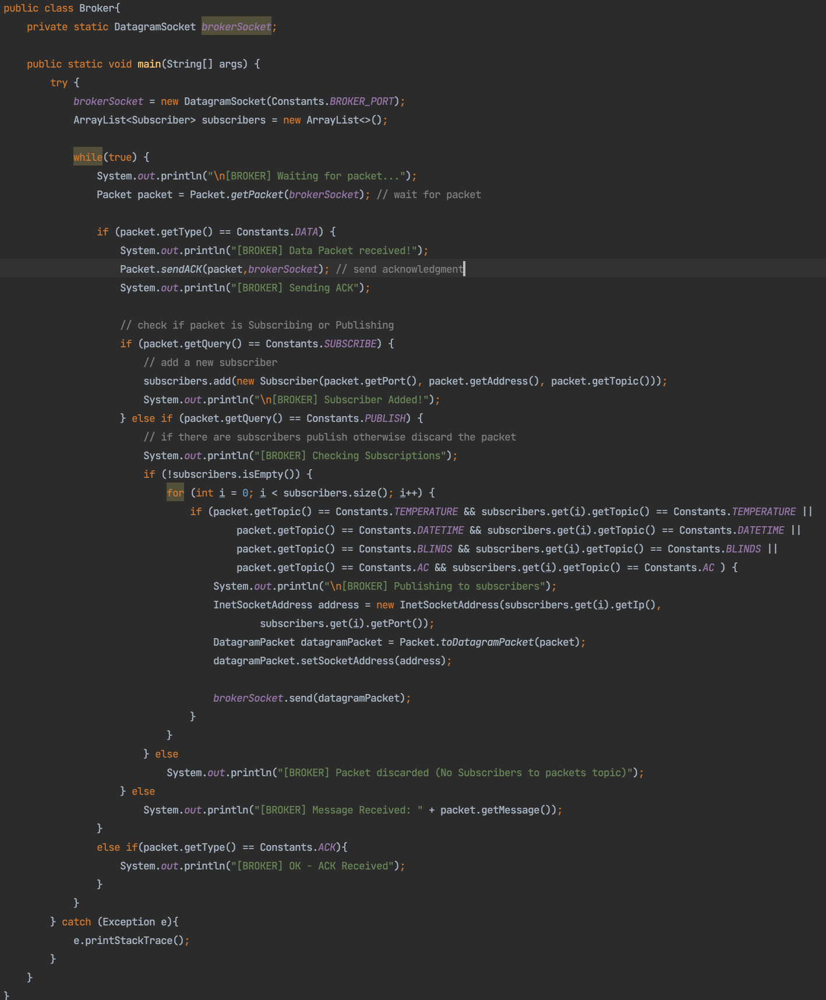 public class Broker{
    private static DatagramSocket brokerSocket;

    public static void main(String[] args) {
        try {
            brokerSocket = new DatagramSocket(Constants.BROKER_PORT);
            ArrayList<Subscriber> subscribers = new ArrayList<>();

            while(true) {
                System.out.println("\n[BROKER] Waiting for packet...");
                Packet packet = Packet.getPacket(brokerSocket); // wait for packet

                if (packet.getType() == Constants.DATA) {
                    System.out.println("[BROKER] Data Packet received!");
                    Packet.sendACK(packet,brokerSocket); // send acknowledgment
                    System.out.println("[BROKER] Sending ACK");

                    // check if packet is Subscribing or Publishing
                    if (packet.getQuery() == Constants.SUBSCRIBE) {
                        // add a new subscriber
                        subscribers.add(new Subscriber(packet.getPort(), packet.getAddress(), packet.getTopic()));
                        System.out.println("\n[BROKER] Subscriber Added!");
                    } else if (packet.getQuery() == Constants.PUBLISH) {
                        // if there are subscribers publish otherwise discard the packet
                        System.out.println("[BROKER] Checking Subscriptions");
                        if (!subscribers.isEmpty()) {
                            for (int i = 0; i < subscribers.size(); i++) {
                                if (packet.getTopic() == Constants.TEMPERATURE && subscribers.get(i).getTopic() == Constants.TEMPERATURE ||
                                        packet.getTopic() == Constants.DATETIME && subscribers.get(i).getTopic() == Constants.DATETIME ||
                                        packet.getTopic() == Constants.BLINDS && subscribers.get(i).getTopic() == Constants.BLINDS ||
                                        packet.getTopic() == Constants.AC && subscribers.get(i).getTopic() == Constants.AC ) {
                                    System.out.println("\n[BROKER] Publishing to subscribers");
                                    InetSocketAddress address = new InetSocketAddress(subscribers.get(i).getIp(),
                                            subscribers.get(i).getPort());
                                    DatagramPacket datagramPacket = Packet.toDatagramPacket(packet);
                                    datagramPacket.setSocketAddress(address);

                                    brokerSocket.send(datagramPacket);
                                }
                            }
                        } else
                            System.out.println("[BROKER] Packet discarded (No Subscribers to packets topic)");
                    } else
                        System.out.println("[BROKER] Message Received: " + packet.getMessage());
                }
                else if(packet.getType() == Constants.ACK){
                    System.out.println("[BROKER] OK - ACK Received");
                }
            }
        } catch (Exception e){
            e.printStackTrace();
        }
    }
}